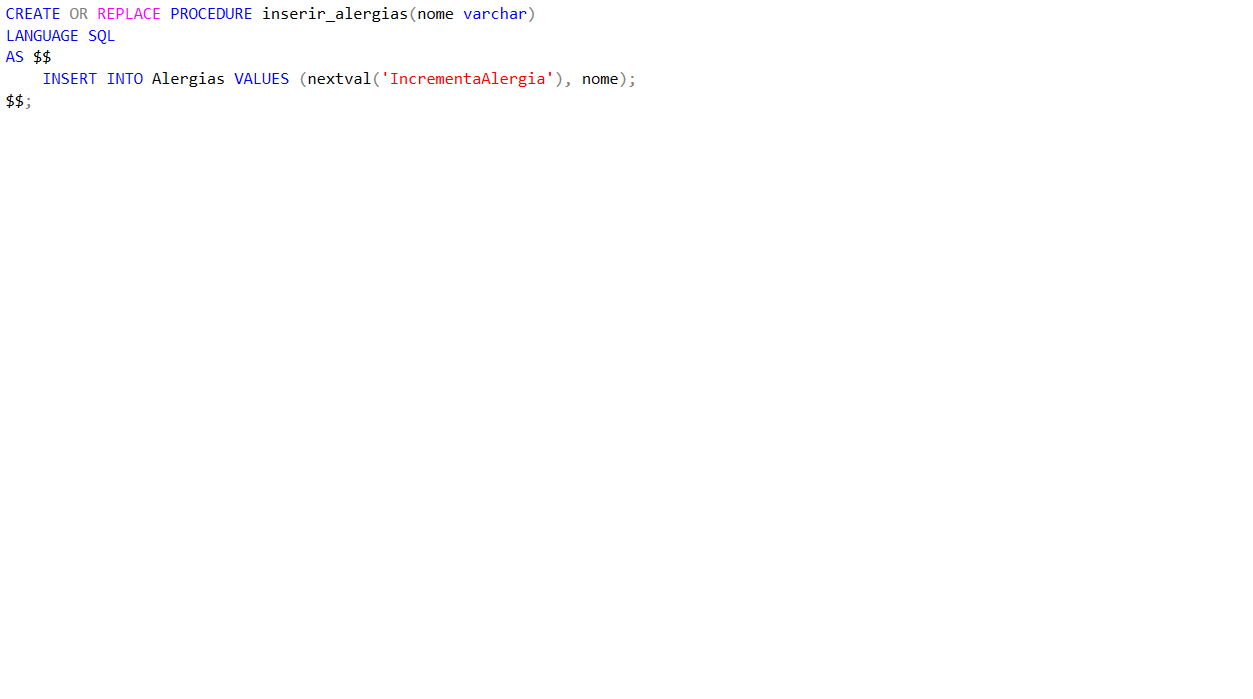 CREATE OR REPLACE PROCEDURE inserir_alergias(nome varchar)
LANGUAGE SQL
AS $$
    INSERT INTO Alergias VALUES (nextval('IncrementaAlergia'), nome);
$$;